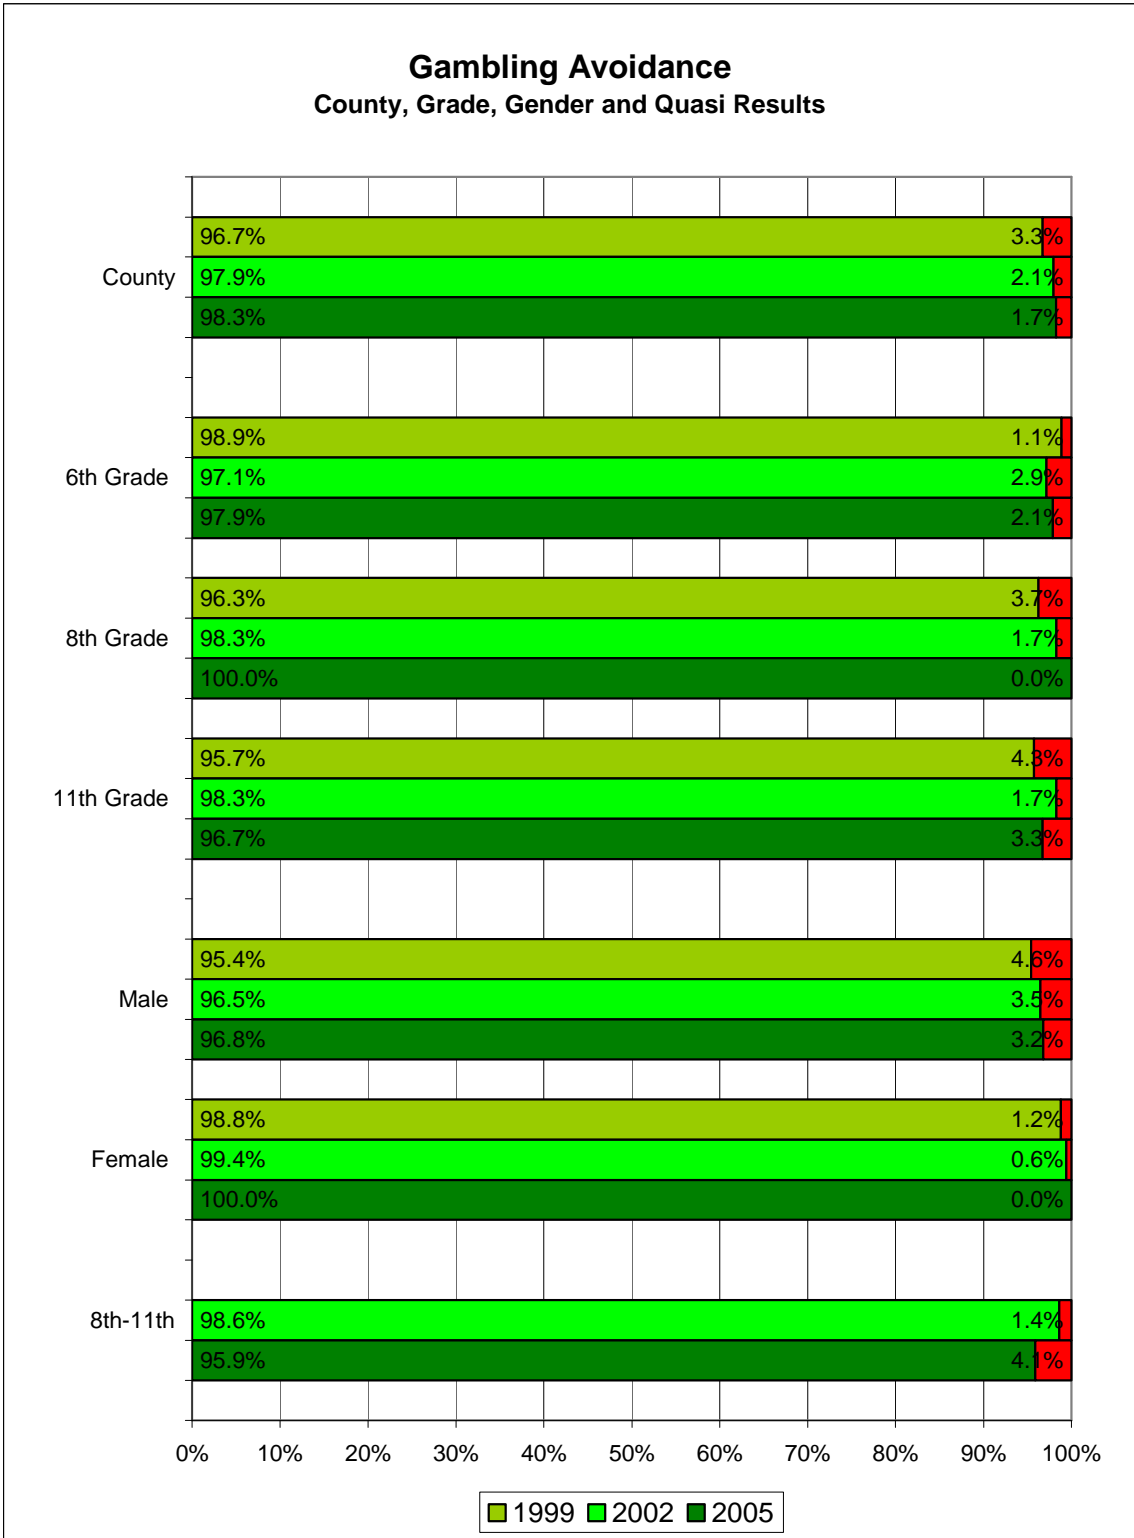 Gambling Avoidance
County, Grade, Gender and Quasi Results
96.7% 3.3%
County 97.9% 2.1%
98.3% 1.7%
98.9% 1.1%
6th Grade 97.1% 2.9%
97.9% 2.1%
96.3% 3.7%
8th Grade 98.3% 1.7%
100.0% 0.0%
95.7% 4.3%
11th Grade 98.3% 1.7%
96.7% 3.3%
95.4% 4.6%
Male 96.5% 3.5%
96.8% 3.2%
98.8% 1.2%
Female 99.4% 0.6%
100.0% 0.0%
8th-11th 98.6% 1.4%
95.9% 4.1%
0% 10% 20% 30% 40% 50% 60% 70% 80% 90% 100%
1999 2002 2005